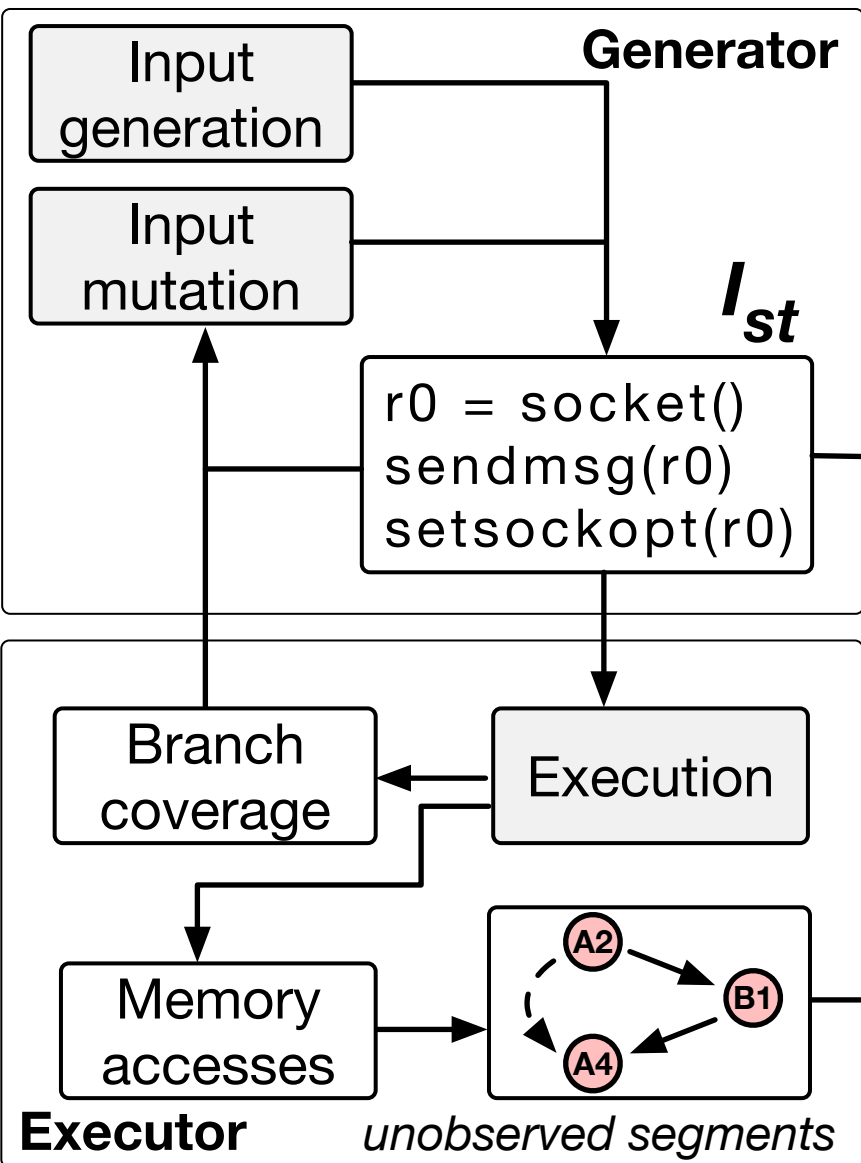 Input
generation
Generator
Input
mutation
I_st
r0 = socket()
sendmsg(r0)
setsockopt(r0)
Branch
coverage
Execution
Memory
accesses
A2
B1
A4
Executor
unobserved segments